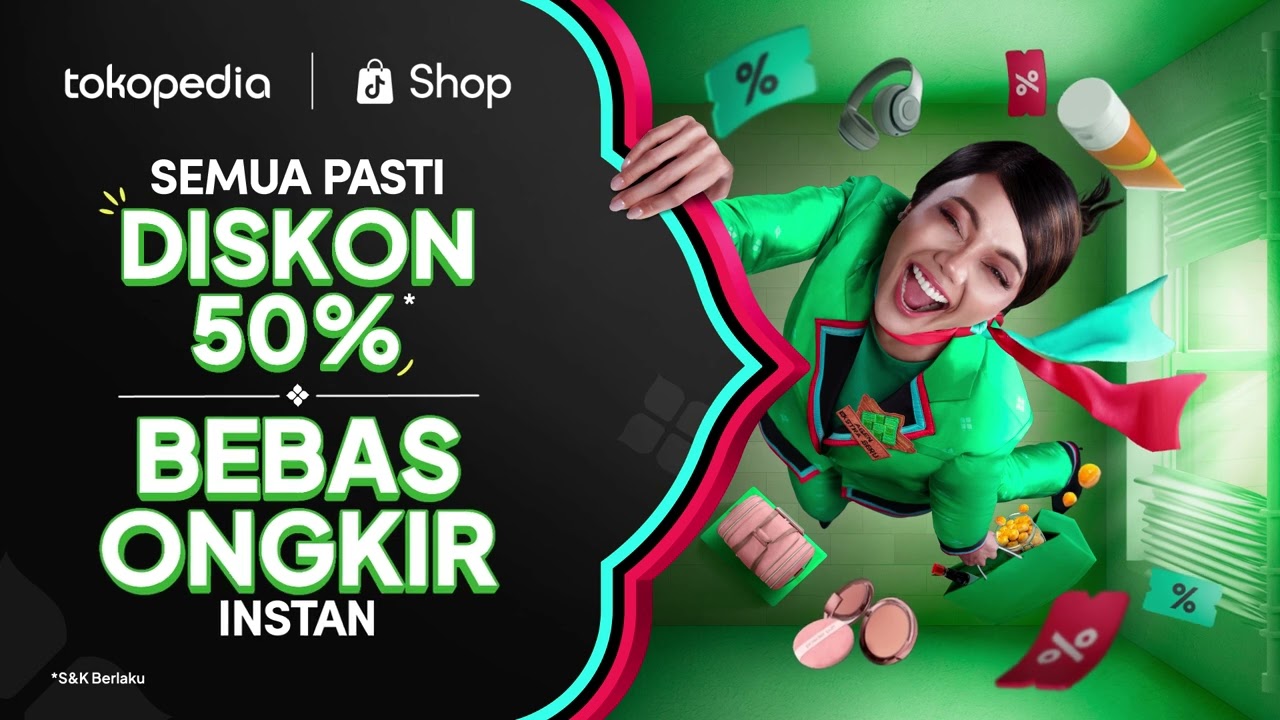 tokopedia
Shop
SEMUA PASTI
DISKON
50%*
BEBAS
ONGKIR
INSTAN
*S&K Berlaku
%
%
%
%